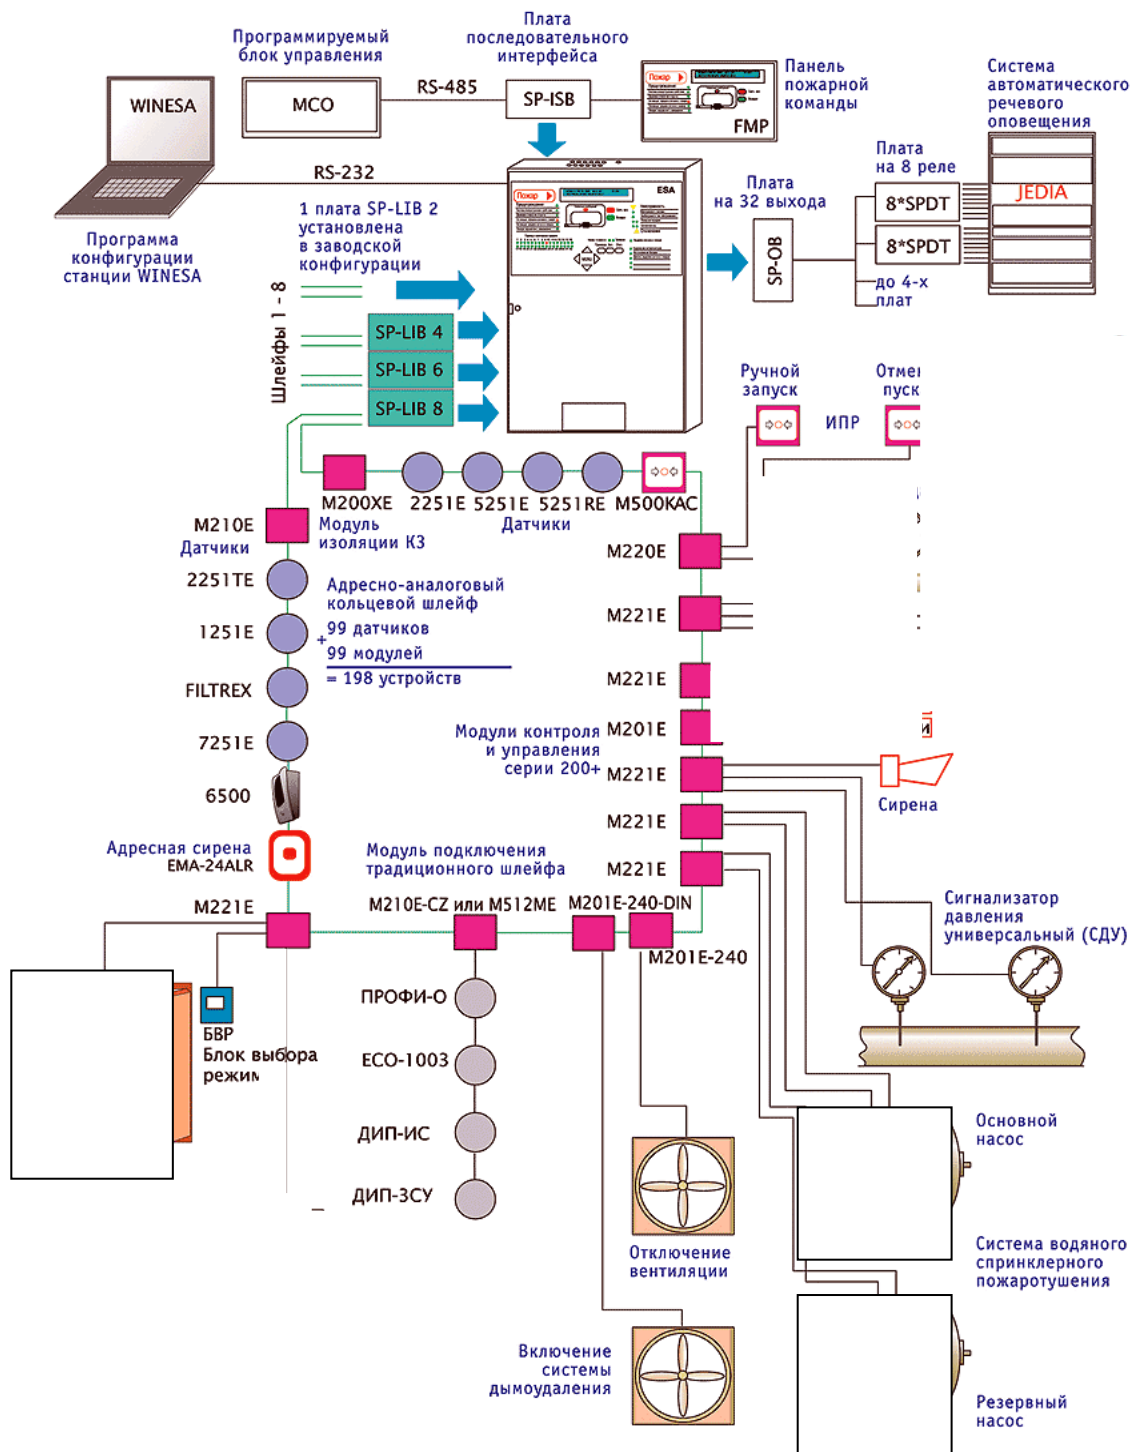 Программируемый
блок управления
Плата
последовательного
интерфейса
Панель
пожарной
команды
Система
автоматического
речевого
оповещения
WINESA
MCO
RS-485
SP-ISB
Пожар
FMP
RS-232
Плата
на 8 реле
Плата
на 32 выхода
8*SPDT
8*SPDT
JEDIA
SP-OB
до 4-х
плат
Пожар
ESA
MENU
Программа
конфигурации
станции WINESA
1 плата SP-LIB 2
установлена
в заводской
конфигурации
Шлейфы 1 - 8
SP-LIB 4
SP-LIB 6
SP-LIB 8
Ручной
запуск
ИПР
пуск
M200XE
2251E
5251E
5251RE
M500KAC
Датчики
M210E
Модуль
изоляции КЗ
Датчики
2251TE
1251E
FILTREX
7251E
6500
Адресно-аналоговый
кольцевой шлейф
+ 99 датчиков
99 модулей
= 198 устройств
M220E
M221E
M221E
M201E
M221E
M221E
M221E
Модули контроля
и управления
серии 200+
Сирена
Адресная сирена
EMA-24ALR
M221E
Модуль подключения
традиционного шлейфа
M210E-CZ или M512ME
M201E-240-DIN
M201E-240
Сигнализатор
давления
универсальный (СДУ)
БВР
Блок выбора
ПРОФИ-О
ECO-1003
ДИП-ИС
ДИП-3СУ
Отключение
вентиляции
Включение
системы
дымоудаления
Основной
насос
Система водяного
спринклерного
пожаротушения
Резервный
насос